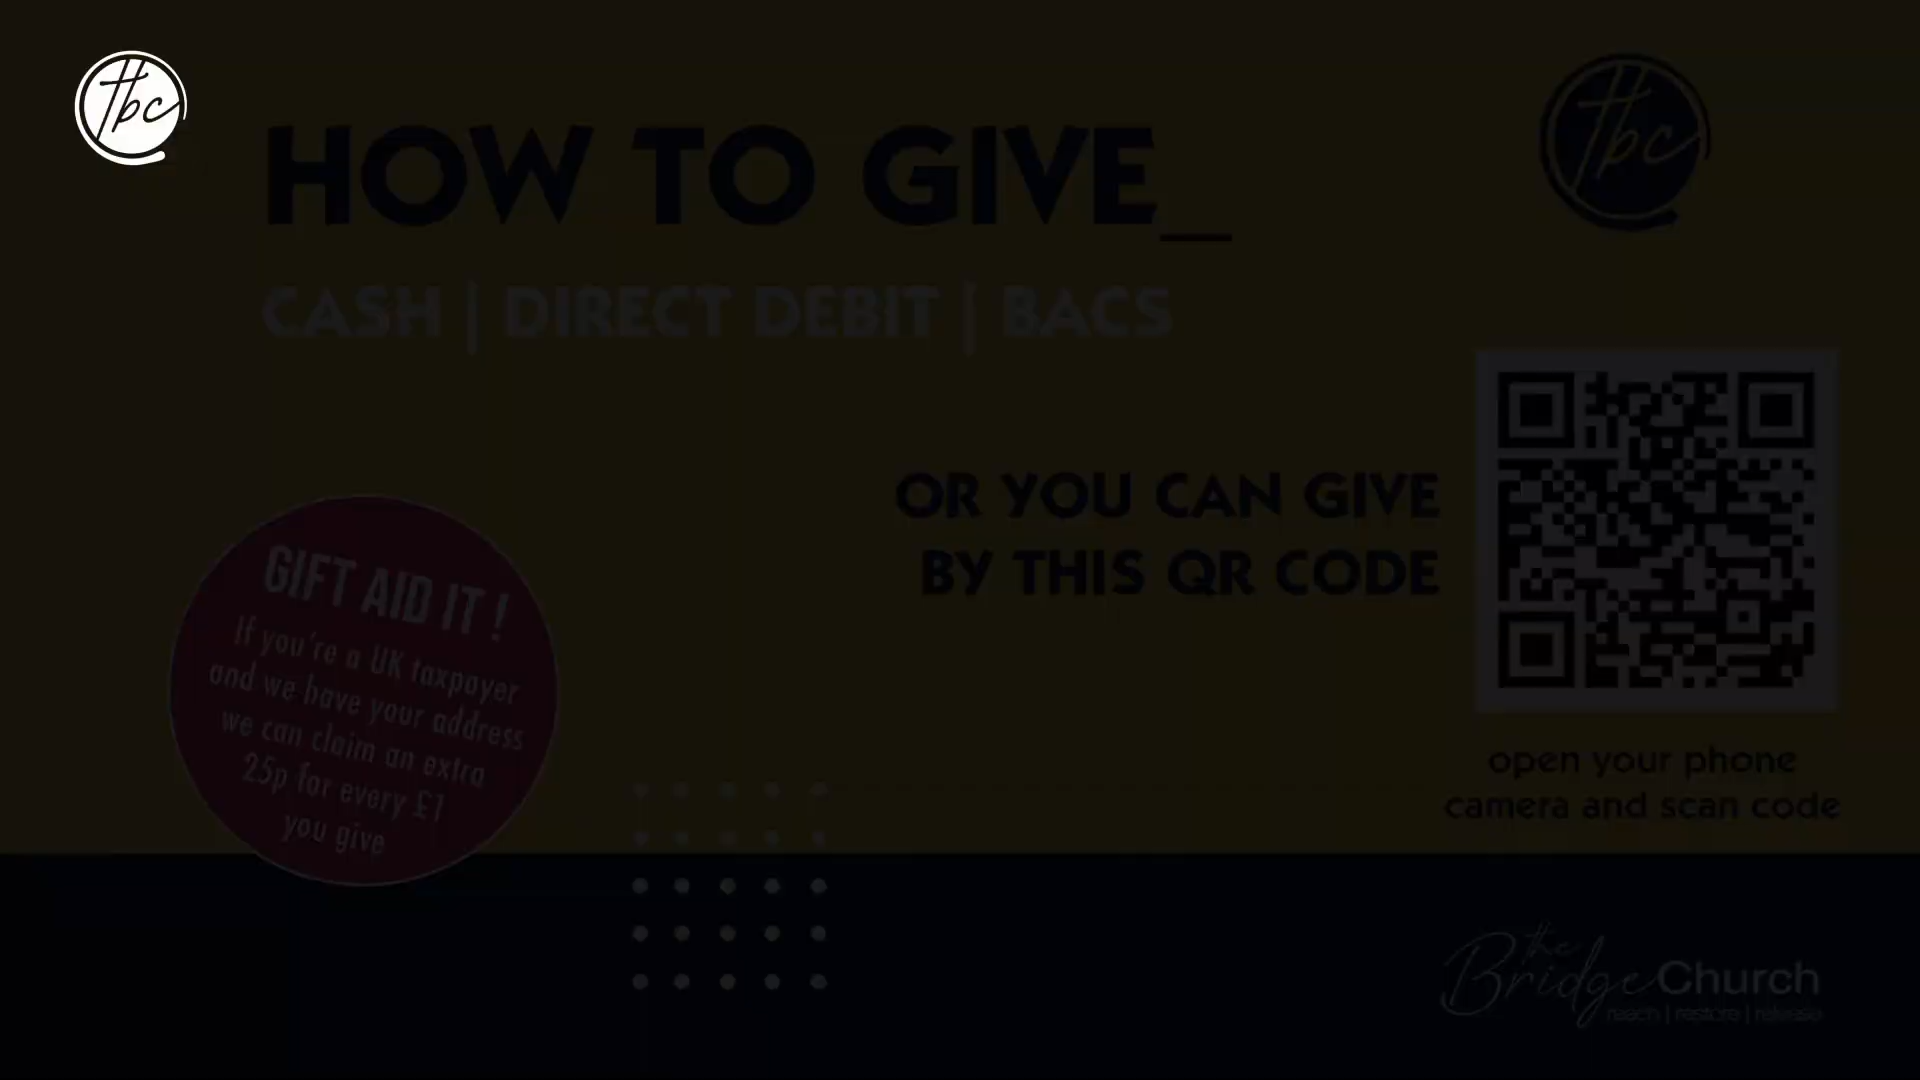 tbc
HOW TO GIVE_
tbc
CASH | DIRECT DEBIT | BACS
OR YOU CAN GIVE
BY THIS QR CODE
GIFT AID IT !
If you're a UK taxpayer
and we have your address
we can claim an extra
25p for every £1
you give
open your phone
camera and scan code
the
Bridge Church
reach | restore | release